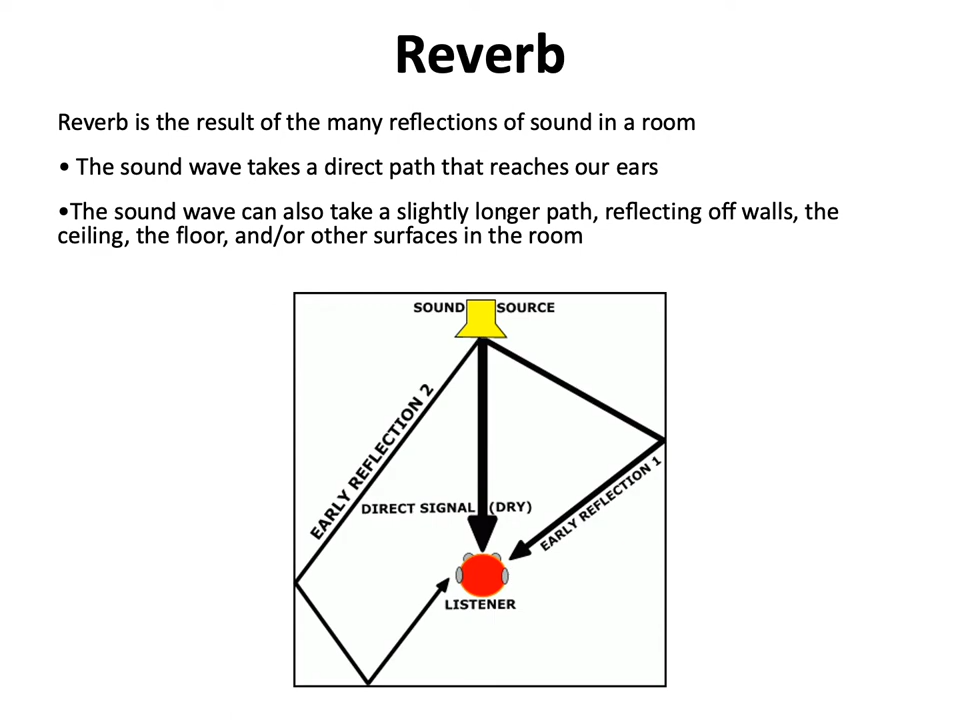 Reverb
Reverb is the result of the many reflections of sound in a room
• The sound wave takes a direct path that reaches our ears
•The sound wave can also take a slightly longer path, reflecting off walls, the
ceiling, the floor, and/or other surfaces in the room
SOUND SOURCE
EARLY REFLECTION 2
DIRECT SIGNAL (DRY)
EARLY REFLECTION 1
LISTENER